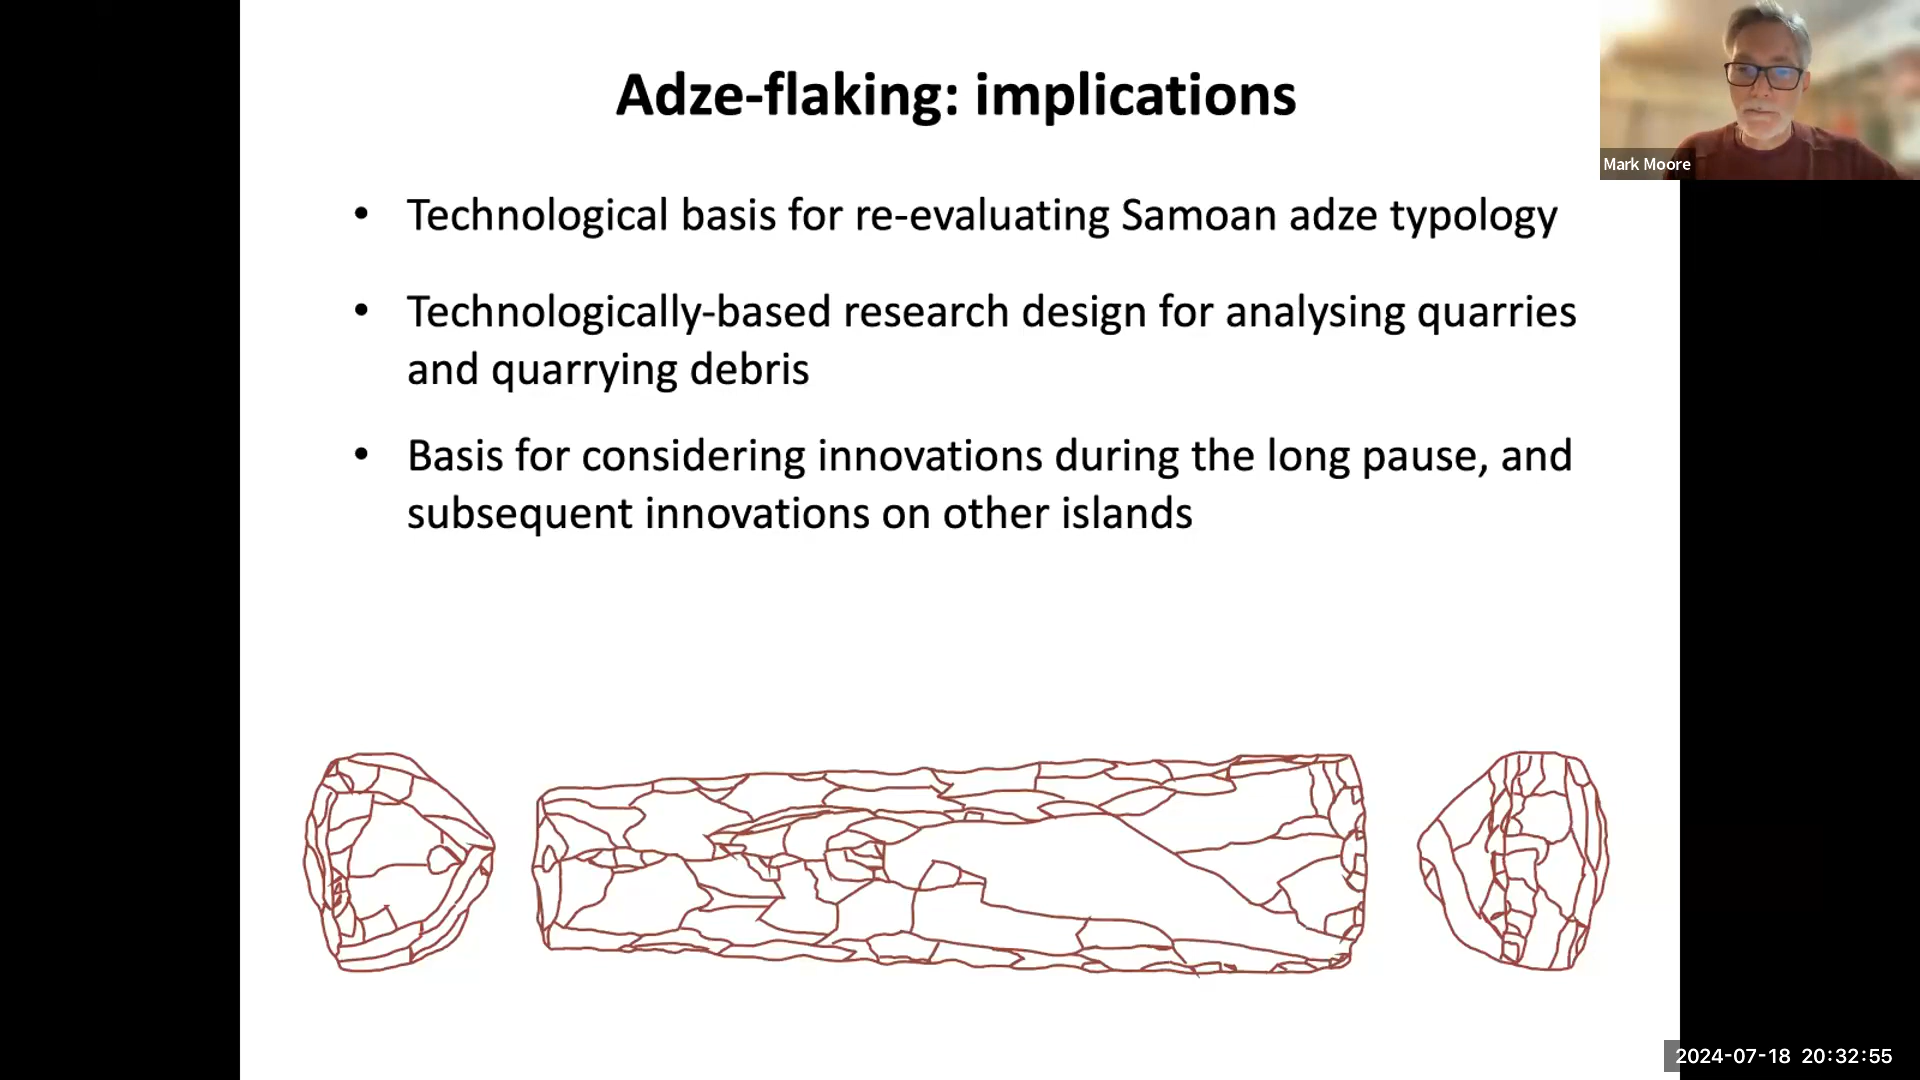 Adze-flaking: implications
Mark Moore
• Technological basis for re-evaluating Samoan adze typology
• Technologically-based research design for analysing quarries
and quarrying debris
• Basis for considering innovations during the long pause, and
subsequent innovations on other islands
2024-07-18 20:32:55